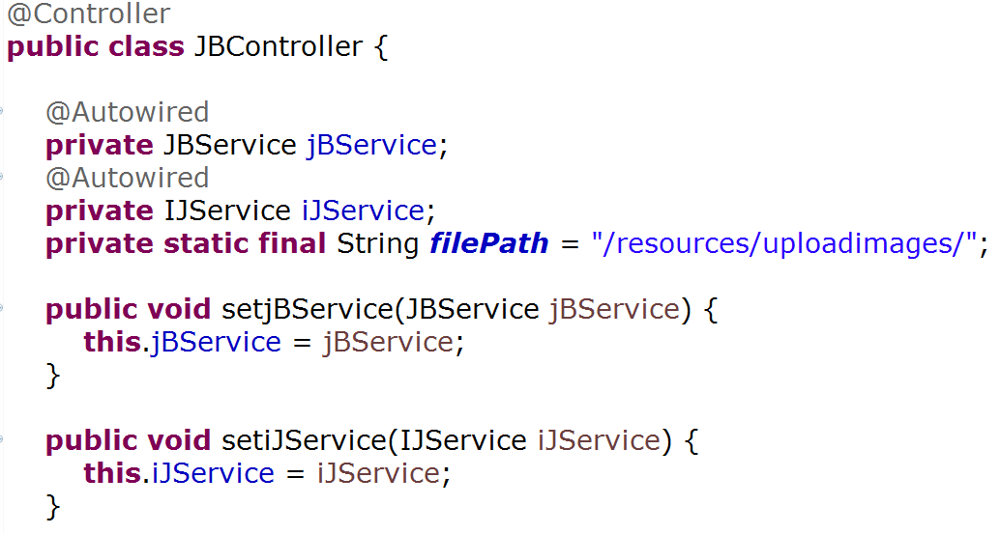 @Controller
public class JBController {
@Autowired
private JBService jBService;
@Autowired
private IJService iJService;
private static final String filePath = "/resources/uploadimages/";
public void setjBService(JBService jBService) {
this.jBService = jBService;
}
public void setiJService(IJService iJService) {
this.iJService = iJService;
}